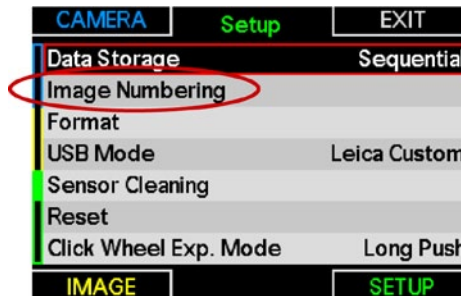 CAMERA Setup EXIT
Data Storage Sequential
Image Numbering
Format
USB Mode Leica Custom
Sensor Cleaning
Reset
Click Wheel Exp. Mode Long Push
IMAGE SETUP